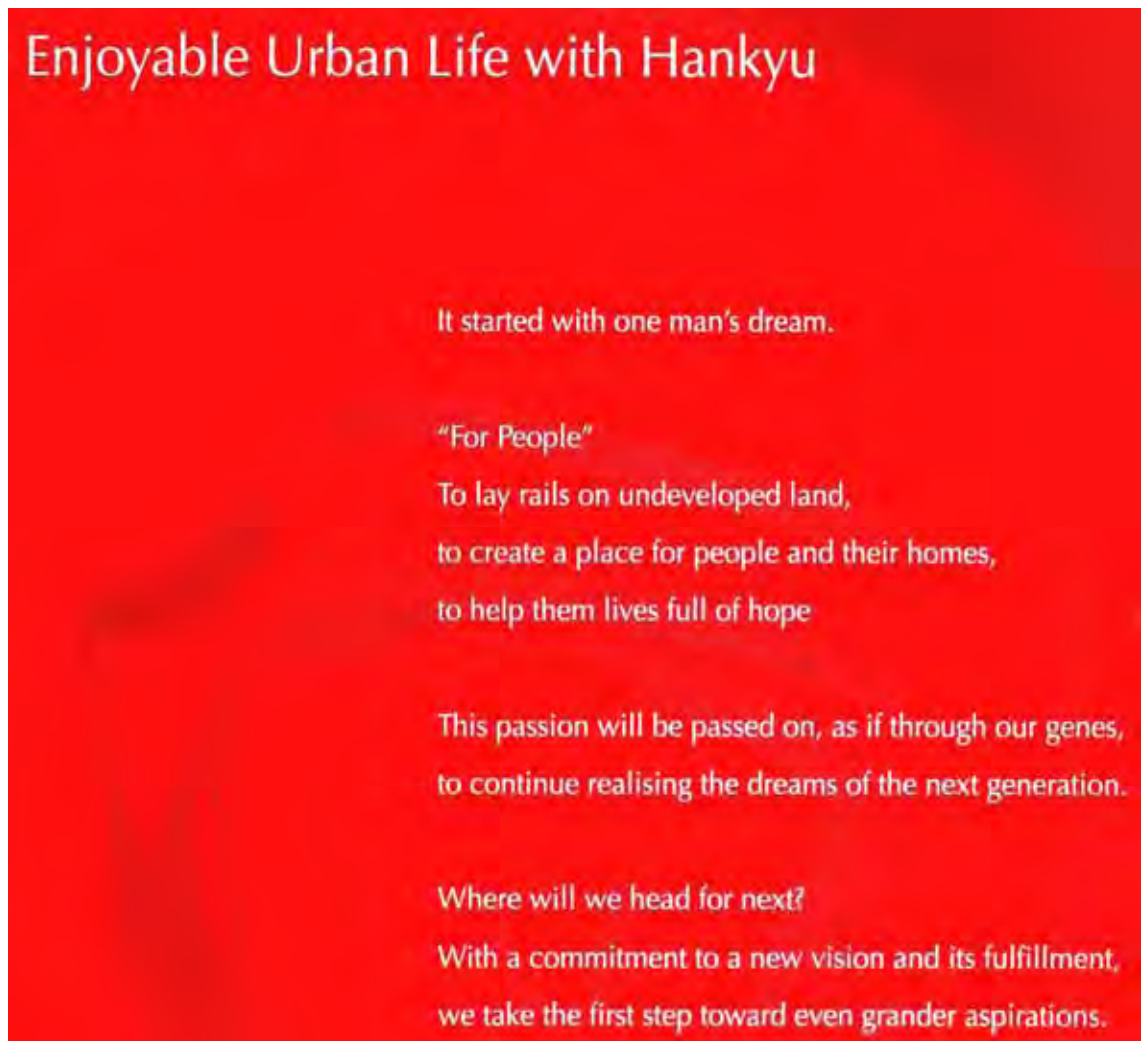 Enjoyable Urban Life with Hankyu
It started with one man's dream.
“For People”
To lay rails on undeveloped land,
to create a place for people and their homes,
to help them lives full of hope
This passion will be passed on, as if through our genes,
to continue realising the dreams of the next generation.
Where will we head for next?
With a commitment to a new vision and its fulfillment,
we take the first step toward even grander aspirations.